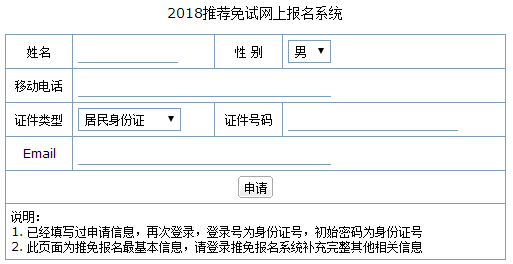 2018推荐免试网上报名系统
姓名 性 别 男
移动电话
证件类型 居民身份证 证件号码
Email
申请
说明：
1. 已经填写过申请信息，再次登录，登录号为身份证号，初始密码为身份证号
2. 此页面为推免报名最基本信息，请登录推免报名系统补充完整其他相关信息